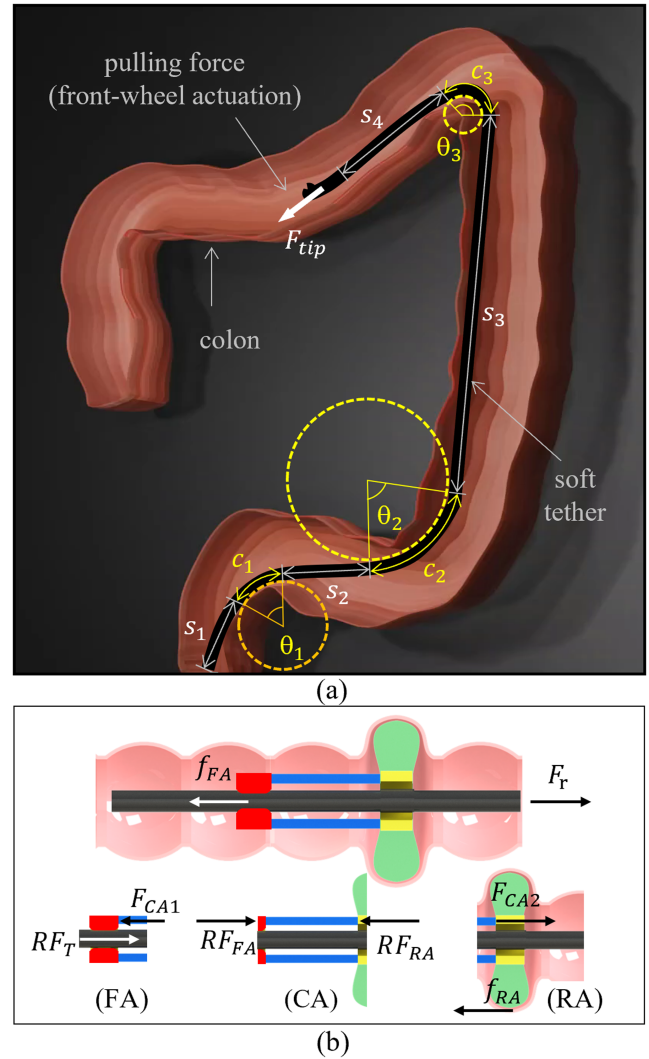 pulling force
(front-wheel actuation)
c₃
s₄
θ₃
F_tip
colon
s₃
soft
tether
θ₂
c₁
s₂
c₂
s₁
θ₁
(a)
f_FA
F_r
F_CA1
RF_T
RF_FA
RF_RA
F_CA2
f_RA
(FA)
(CA)
(RA)
(b)